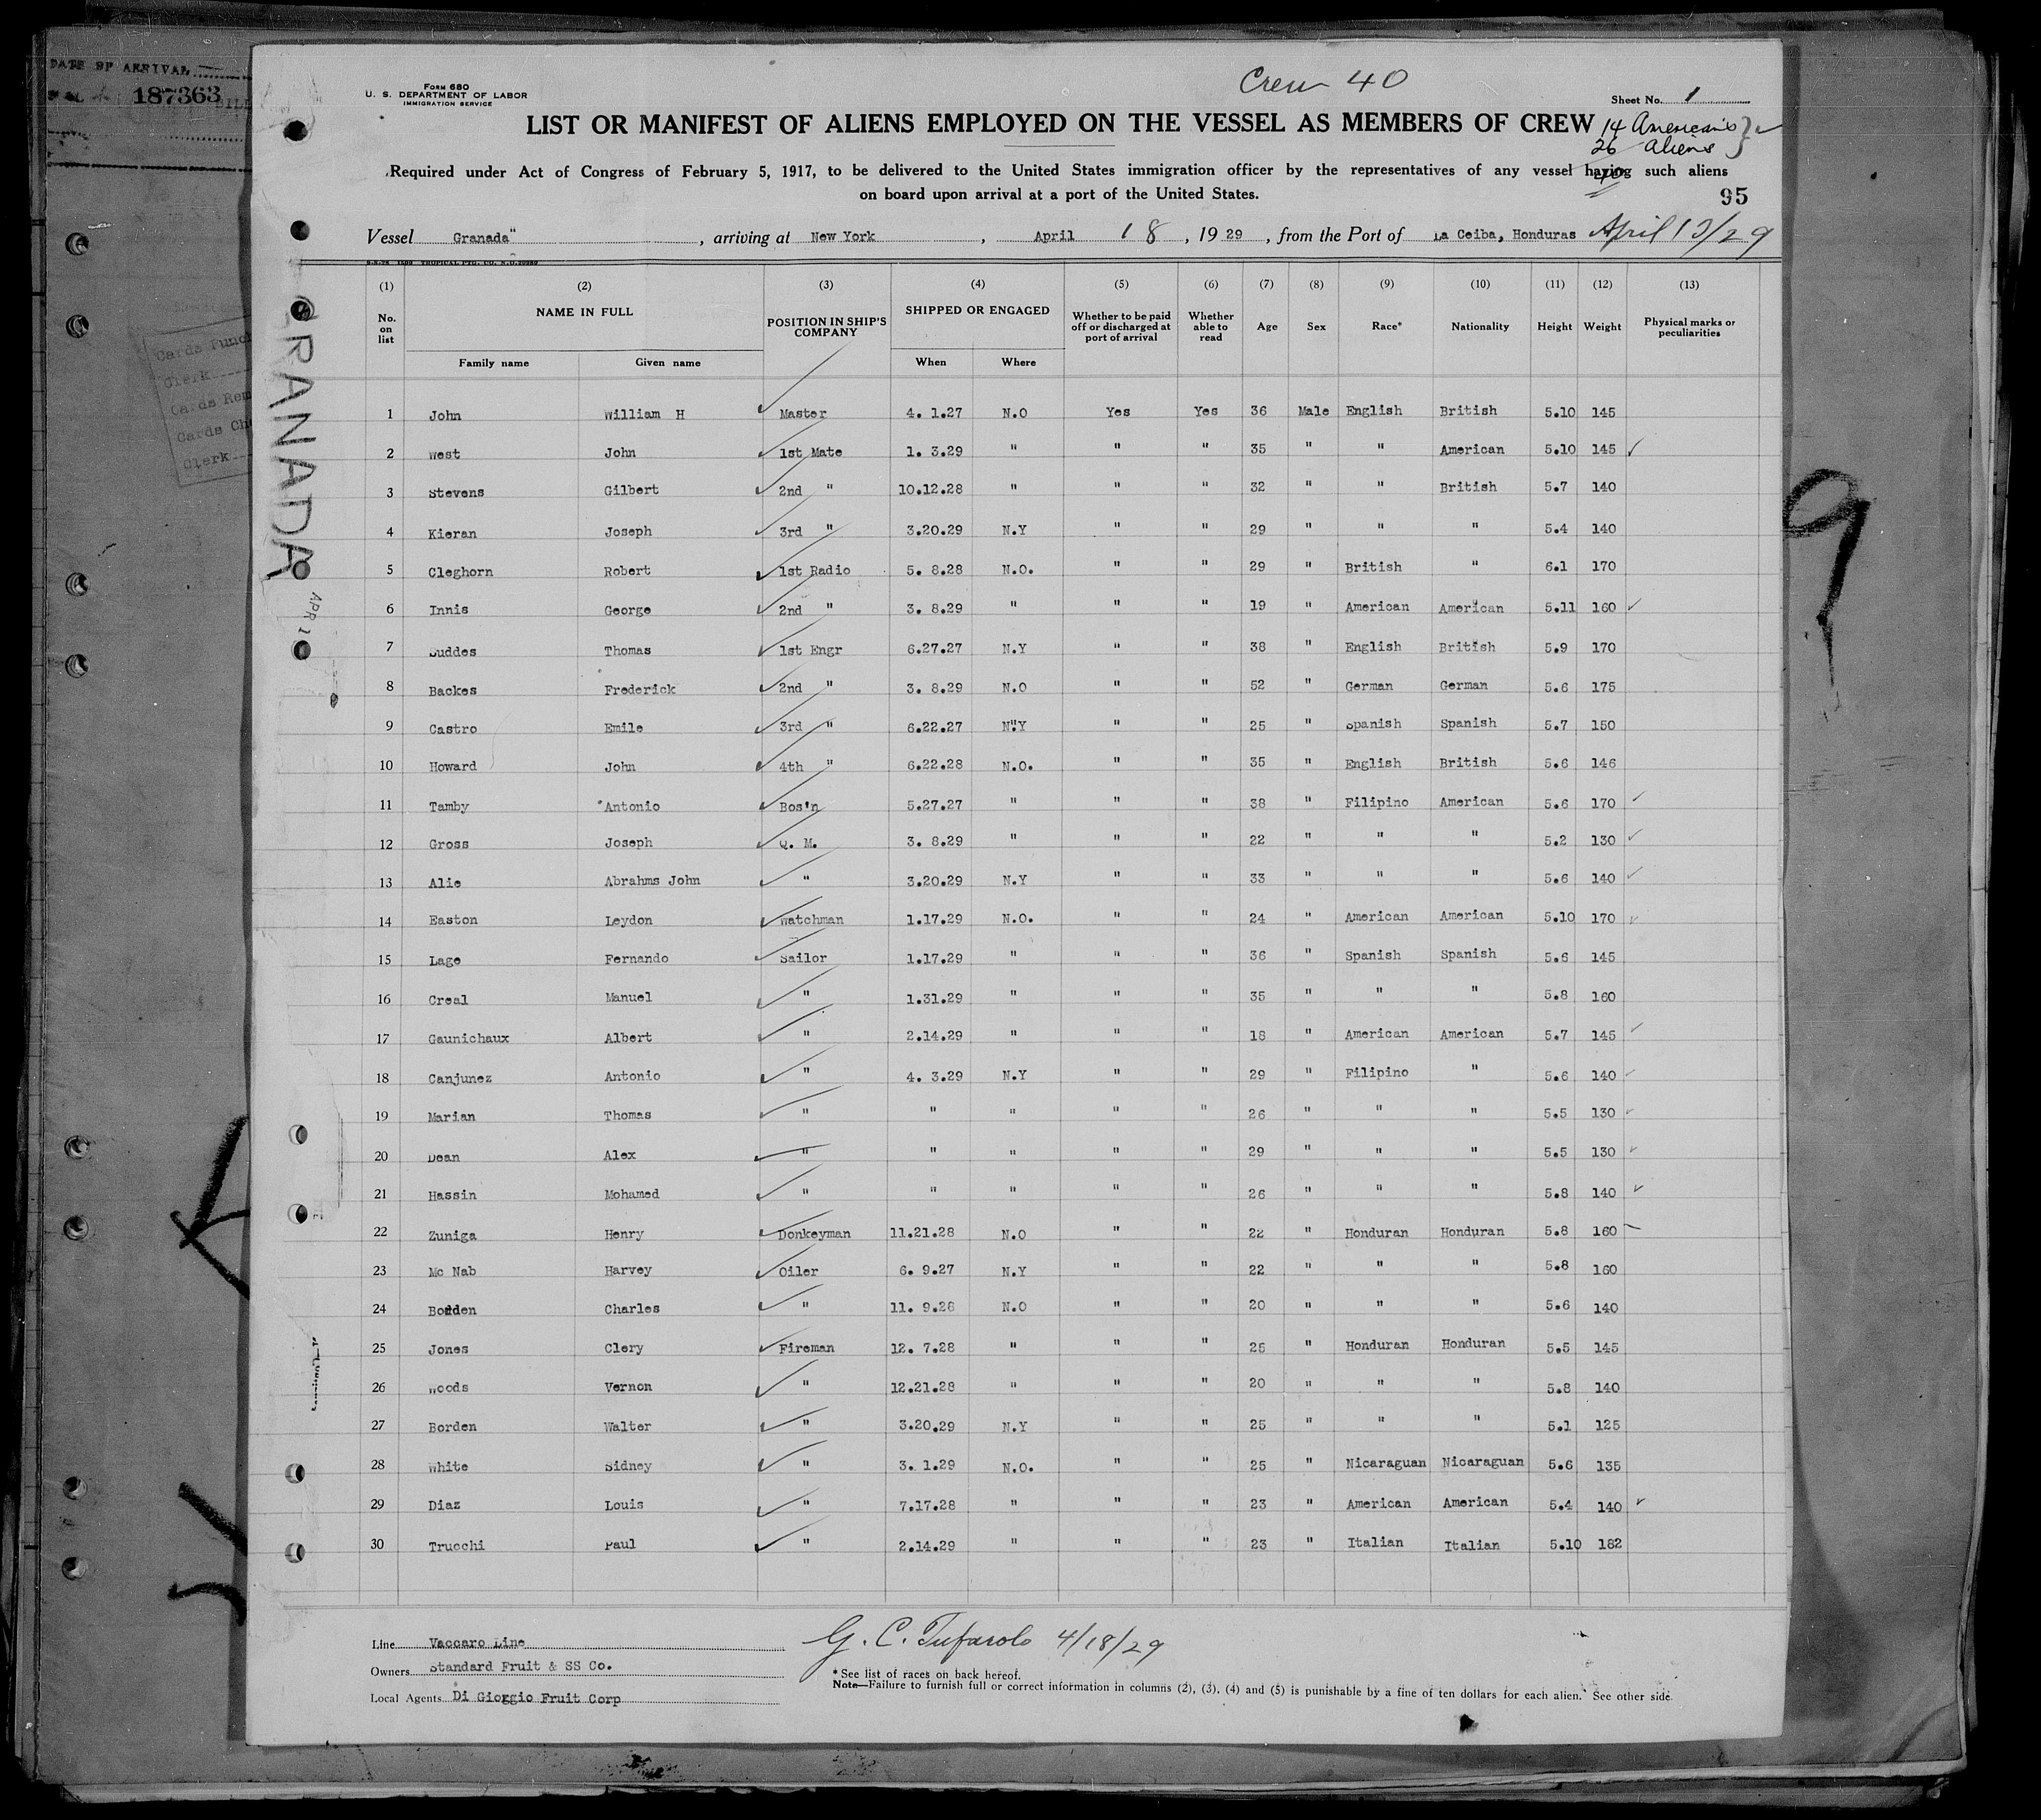 DATE OF ARRIVAL
187363
Cards Punc
Clerk
Cards Rem
Cards Che
Clerk
GRANADA
APR 1
Crew 40
Form 680
U. S. DEPARTMENT OF LABOR
IMMIGRATION SERVICE
Sheet No. 1
LIST OR MANIFEST OF ALIENS EMPLOYED ON THE VESSEL AS MEMBERS OF CREW
14 Americans
26 aliens
40
Required under Act of Congress of February 5, 1917, to be delivered to the United States immigration officer by the representatives of any vessel having such aliens
on board upon arrival at a port of the United States.
95
Vessel Granada" , arriving at New York , April 18 , 1929 , from the Port of La Ceiba, Honduras April 13/29
(1) (2) (3) (4) (5) (6) (7) (8) (9) (10) (11) (12) (13)
No. on list NAME IN FULL Family name Given name POSITION IN SHIP'S COMPANY SHIPPED OR ENGAGED When Where Whether to be paid off or discharged at port of arrival Whether able to read Age Sex Race* Nationality Height Weight Physical marks or peculiarities
1 John William H Master 4. 1.27 N.O Yes Yes 36 Male English British 5.10 145
2 West John 1st Mate 1. 3.29 " " " 35 " " American 5.10 145
3 Stevens Gilbert 2nd " 10.12.28 " " " 32 " " British 5.7 140
4 Kieran Joseph 3rd " 3.20.29 N.Y " " 29 " " " 5.4 140
5 Cleghorn Robert 1st Radio 5. 8.28 N.O. " " 29 " British " 6.1 170
6 Innis George 2nd " 3. 8.29 " " " 19 " American American 5.11 160
7 Suddes Thomas 1st Engr 6.27.27 N.Y " " 38 " English British 5.9 170
8 Backes Frederick 2nd " 3. 8.29 N.O " " 52 " German German 5.6 175
9 Castro Emile 3rd " 6.22.27 N.Y " " 25 " Spanish Spanish 5.7 150
10 Howard John 4th " 6.22.28 N.O. " " 35 " English British 5.6 146
11 Tamby Antonio Bos'n 5.27.27 " " " 38 " Filipino American 5.6 170
12 Gross Joseph Q. M. 3. 8.29 " " " 22 " " " 5.2 130
13 Alie Abrahms John " 3.20.29 N.Y " " 33 " " " 5.6 140
14 Easton Leydon Watchman 1.17.29 N.O. " " 24 " American American 5.10 170
15 Lage Fernando Sailor 1.17.29 " " " 36 " Spanish Spanish 5.6 145
16 Creal Manuel " 1.31.29 " " " 35 " " " 5.8 160
17 Gaunichaux Albert " 2.14.29 " " " 18 " American American 5.7 145
18 Canjunez Antonio " 4. 3.29 N.Y " " 29 " Filipino " 5.6 140
19 Marian Thomas " " " " " 26 " " " 5.5 130
20 Dean Alex " " " " " 29 " " " 5.5 130
21 Hassin Mohamed " " " " " 26 " " " 5.8 140
22 Zuniga Henry Donkeyman 11.21.28 N.O " " 22 " Honduran Honduran 5.8 160
23 Mc Nab Harvey Oiler 6. 9.27 N.Y " " 22 " " " 5.8 160
24 Bodden Charles " 11. 9.28 N.O " " 20 " " " 5.6 140
25 Jones Clery Fireman 12. 7.28 " " " 25 " Honduran Honduran 5.5 145
26 Woods Vernon " 12.21.28 " " " 20 " " " 5.8 140
27 Borden Walter " 3.20.29 N.Y " " 25 " " " 5.1 125
28 White Sidney " 3. 1.29 N.O. " " 25 " Nicaraguan Nicaraguan 5.6 135
29 Diaz Louis " 7.17.28 " " " 23 " American American 5.4 140
30 Trucchi Paul " 2.14.29 " " " 23 " Italian Italian 5.10 182
Line Vaccaro Line
Owners Standard Fruit & SS Co.
Local Agents Di Gioggio Fruit Corp
G. C. Tufarolo 4/18/29
* See list of races on back hereof.
Note—Failure to furnish full or correct information in columns (2), (3), (4) and (5) is punishable by a fine of ten dollars for each alien. See other side.